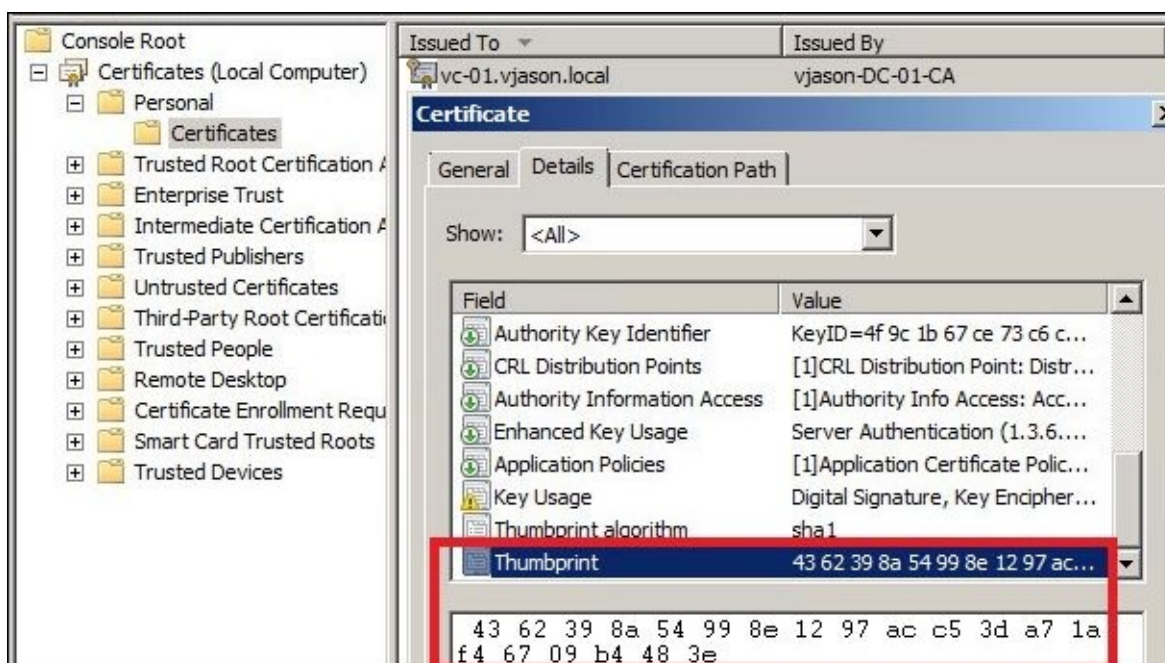 Console Root
Certificates (Local Computer)
Personal
Certificates
Trusted Root Certification A
Enterprise Trust
Intermediate Certification A
Trusted Publishers
Untrusted Certificates
Third-Party Root Certificati
Trusted People
Remote Desktop
Certificate Enrollment Requ
Smart Card Trusted Roots
Trusted Devices
Issued To Issued By
vc-01.vjason.local vjason-DC-01-CA
Certificate
General Details Certification Path
Show: <All>
Field Value
Authority Key Identifier KeyID=4f 9c 1b 67 ce 73 c6 c...
CRL Distribution Points [1]CRL Distribution Point: Distr...
Authority Information Access [1]Authority Info Access: Acc...
Enhanced Key Usage Server Authentication (1.3.6....
Application Policies [1]Application Certificate Polic...
Key Usage Digital Signature, Key Encipher...
Thumbprint algorithm sha1
Thumbprint 43 62 39 8a 54 99 8e 12 97 ac...
43 62 39 8a 54 99 8e 12 97 ac c5 3d a7 1a
f4 67 09 b4 48 3e